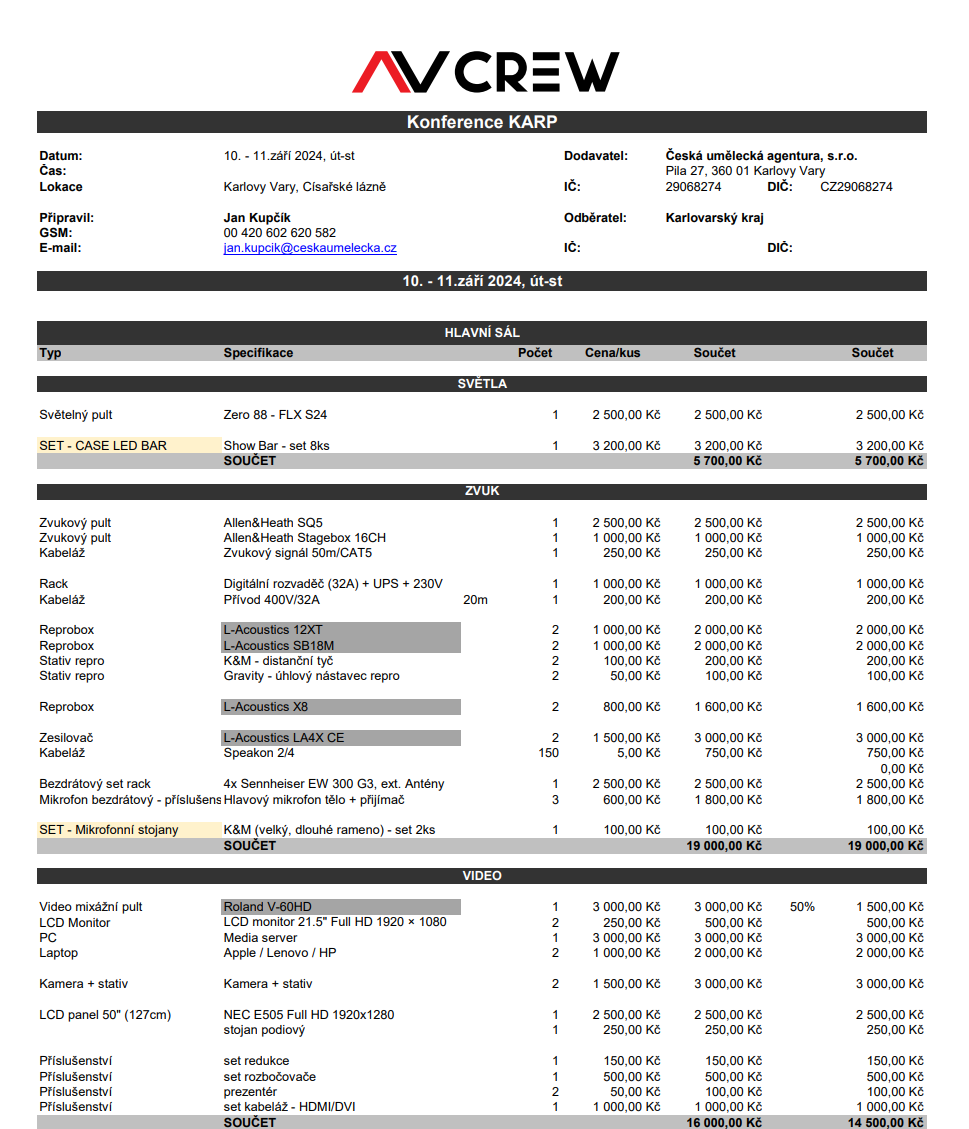 AV CREW
Konference KARP
Datum: 10. - 11.září 2024, út-st Dodavatel: Česká umělecká agentura, s.r.o.
Čas: Pila 27, 360 01 Karlovy Vary
Lokace Karlovy Vary, Císařské lázně IČ: 29068274 DIČ: CZ29068274
Připravil: Jan Kupčík Odběratel: Karlovarský kraj
GSM: 00 420 602 620 582
E-mail: jan.kupcik@ceskaumelecka.cz IČ: DIČ:
10. - 11.září 2024, út-st
HLAVNÍ SÁL
Typ Specifikace Počet Cena/kus Součet Součet
SVĚTLA
Světelný pult Zero 88 - FLX S24 1 2 500,00 Kč 2 500,00 Kč 2 500,00 Kč
SET - CASE LED BAR Show Bar - set 8ks 1 3 200,00 Kč 3 200,00 Kč 3 200,00 Kč
SOUČET 5 700,00 Kč 5 700,00 Kč
ZVUK
Zvukový pult Allen&Heath SQ5 1 2 500,00 Kč 2 500,00 Kč 2 500,00 Kč
Zvukový pult Allen&Heath Stagebox 16CH 1 1 000,00 Kč 1 000,00 Kč 1 000,00 Kč
Kabeláž Zvukový signál 50m/CAT5 1 250,00 Kč 250,00 Kč 250,00 Kč
Rack Digitální rozvaděč (32A) + UPS + 230V 1 1 000,00 Kč 1 000,00 Kč 1 000,00 Kč
Kabeláž Přívod 400V/32A 20m 1 200,00 Kč 200,00 Kč 200,00 Kč
Reprobox L-Acoustics 12XT 2 1 000,00 Kč 2 000,00 Kč 2 000,00 Kč
Reprobox L-Acoustics SB18M 2 1 000,00 Kč 2 000,00 Kč 2 000,00 Kč
Stativ repro K&M - distanční tyč 2 100,00 Kč 200,00 Kč 200,00 Kč
Stativ repro Gravity - úhlový nástavec repro 2 50,00 Kč 100,00 Kč 100,00 Kč
Reprobox L-Acoustics X8 2 800,00 Kč 1 600,00 Kč 1 600,00 Kč
Zesilovač L-Acoustics LA4X CE 2 1 500,00 Kč 3 000,00 Kč 3 000,00 Kč
Kabeláž Speakon 2/4 150 5,00 Kč 750,00 Kč 750,00 Kč
0,00 Kč
Bezdrátový set rack 4x Sennheiser EW 300 G3, ext. Antény 1 2 500,00 Kč 2 500,00 Kč 2 500,00 Kč
Mikrofon bezdrátový - příslušens Hlavový mikrofon tělo + přijímač 3 600,00 Kč 1 800,00 Kč 1 800,00 Kč
SET - Mikrofonní stojany K&M (velký, dlouhé rameno) - set 2ks 1 100,00 Kč 100,00 Kč 100,00 Kč
SOUČET 19 000,00 Kč 19 000,00 Kč
VIDEO
Video mixážní pult Roland V-60HD 1 3 000,00 Kč 3 000,00 Kč 50% 1 500,00 Kč
LCD Monitor LCD monitor 21.5" Full HD 1920 × 1080 2 250,00 Kč 500,00 Kč 500,00 Kč
PC Media server 1 3 000,00 Kč 3 000,00 Kč 3 000,00 Kč
Laptop Apple / Lenovo / HP 2 1 000,00 Kč 2 000,00 Kč 2 000,00 Kč
Kamera + stativ Kamera + stativ 2 1 500,00 Kč 3 000,00 Kč 3 000,00 Kč
LCD panel 50" (127cm) NEC E505 Full HD 1920x1280 1 2 500,00 Kč 2 500,00 Kč 2 500,00 Kč
stojan podiový 1 250,00 Kč 250,00 Kč 250,00 Kč
Příslušenství set redukce 1 150,00 Kč 150,00 Kč 150,00 Kč
Příslušenství set rozbočovače 1 500,00 Kč 500,00 Kč 500,00 Kč
Příslušenství prezentér 2 50,00 Kč 100,00 Kč 100,00 Kč
Příslušenství set kabeláž - HDMI/DVI 1 1 000,00 Kč 1 000,00 Kč 1 000,00 Kč
SOUČET 16 000,00 Kč 14 500,00 Kč